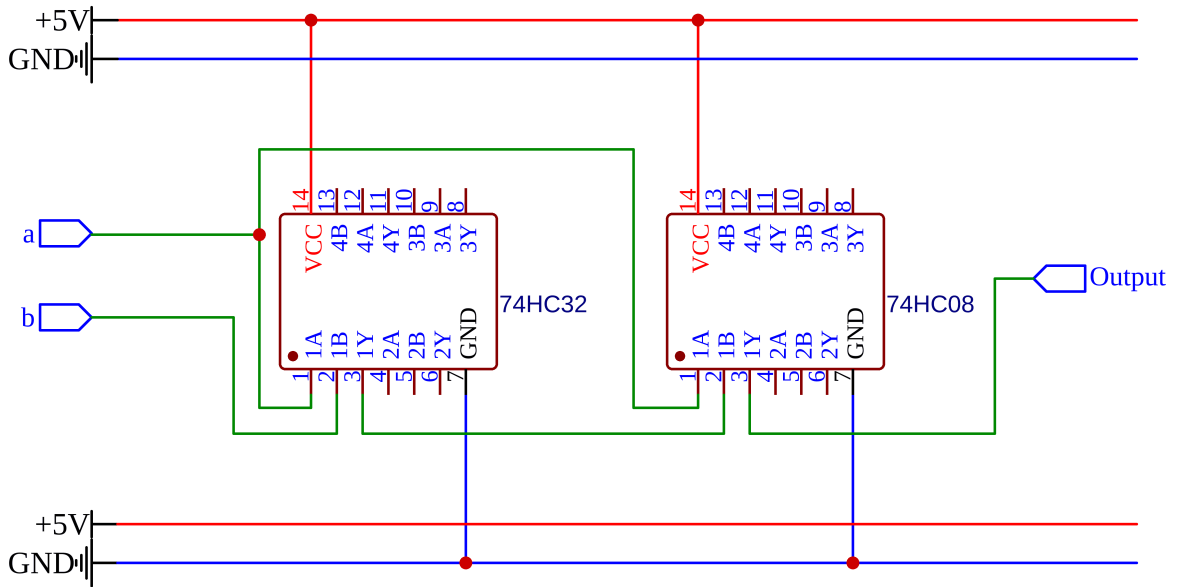 +5V
GND
14 13 12 11 10 9 8
VCC 4B 4A 4Y 3B 3A 3Y
1A 1B 1Y 2A 2B 2Y GND
1 2 3 4 5 6 7
74HC32
14 13 12 11 10 9 8
VCC 4B 4A 4Y 3B 3A 3Y
1A 1B 1Y 2A 2B 2Y GND
1 2 3 4 5 6 7
74HC08
a
b
Output
+5V
GND